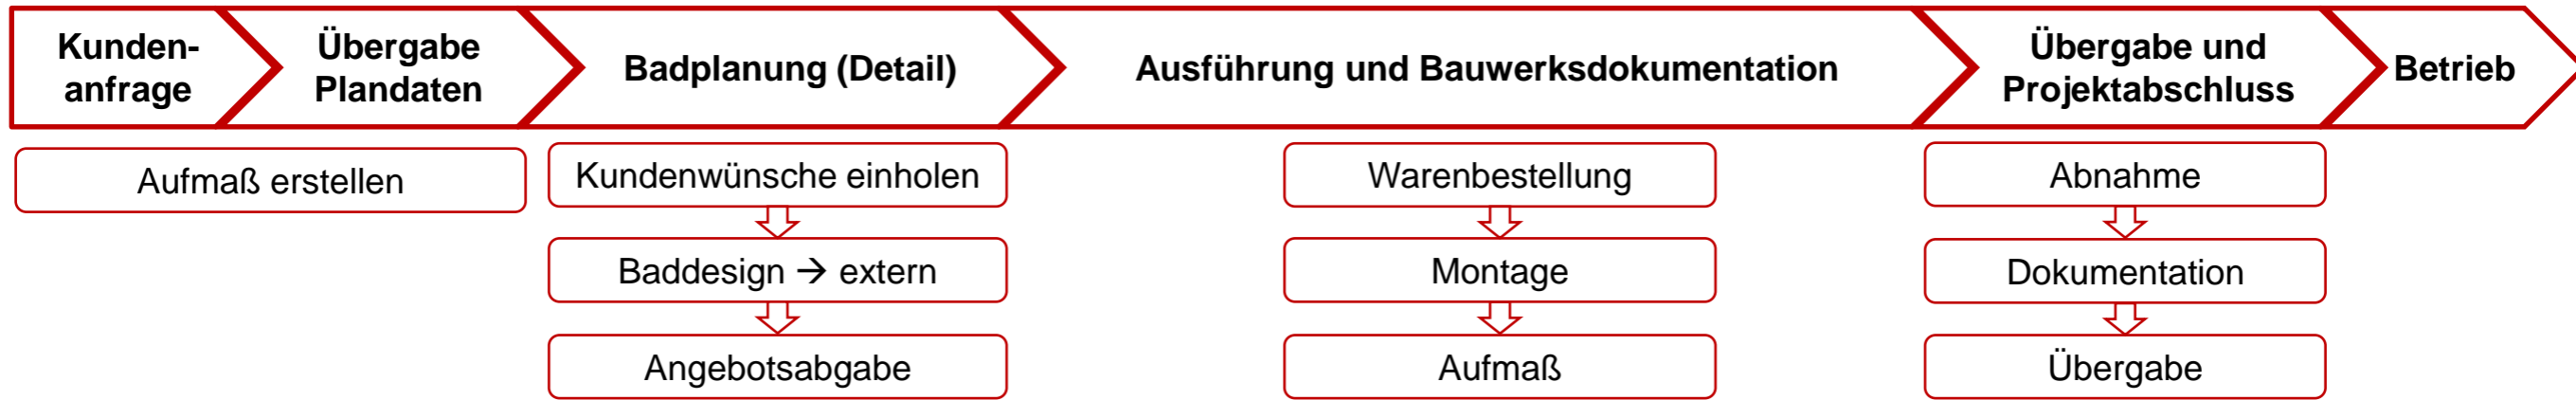 Kunden-
anfrage
Übergabe
Plandaten
Badplanung (Detail)
Ausführung und Bauwerksdokumentation
Übergabe und
Projektabschluss
Betrieb
Aufmaß erstellen
Kundenwünsche einholen
Baddesign → extern
Angebotsabgabe
Warenbestellung
Montage
Aufmaß
Abnahme
Dokumentation
Übergabe